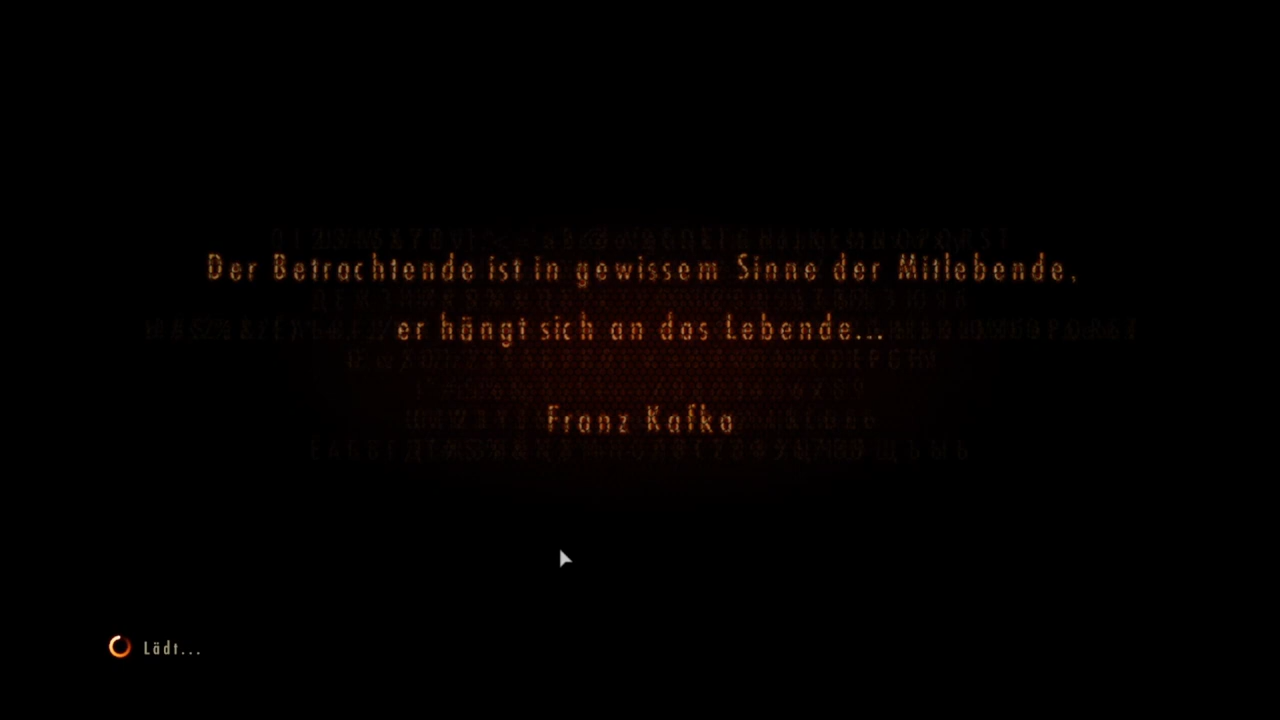 Der Betrachtende ist in gewissem Sinne der Mitlebende,
er hängt sich an das Lebende...
Franz Kafka
Lädt...